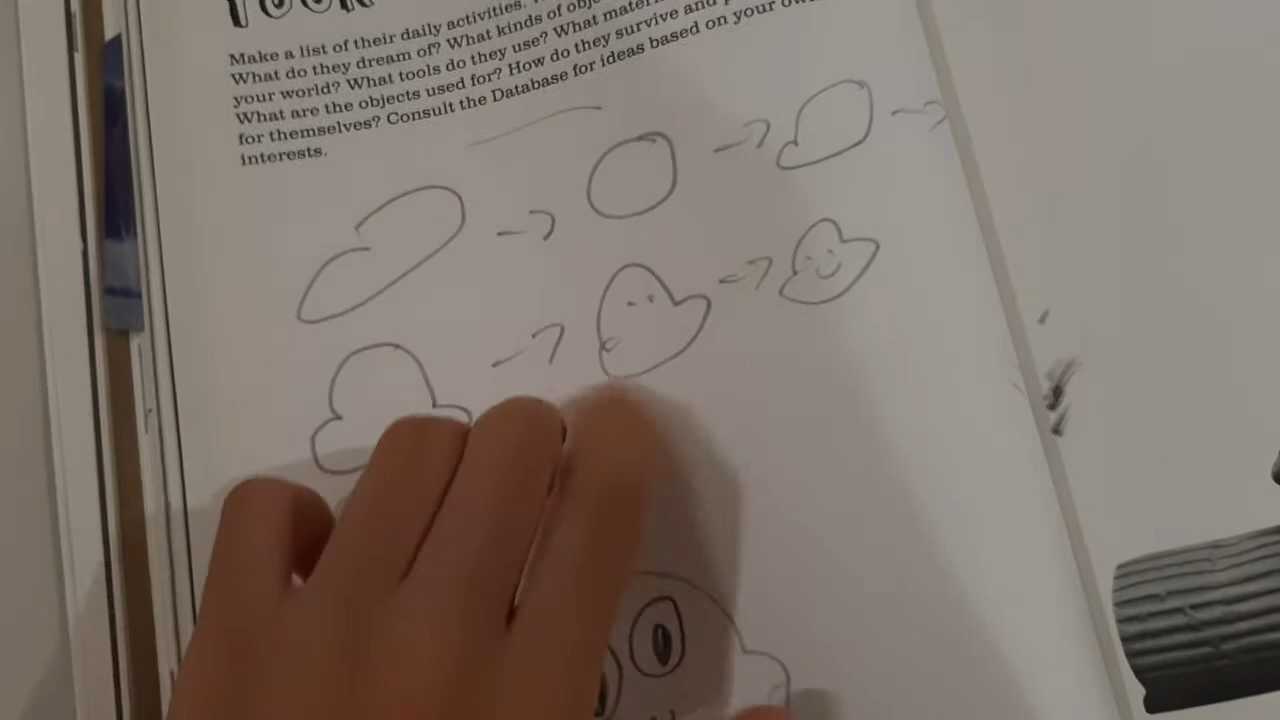 YOUR
Make a list of their daily activities.
What do they dream of? What kinds of
your world? What tools do they use? What
What are the objects used for? How do they survive and
for themselves? Consult the Database for ideas based on your
interests.